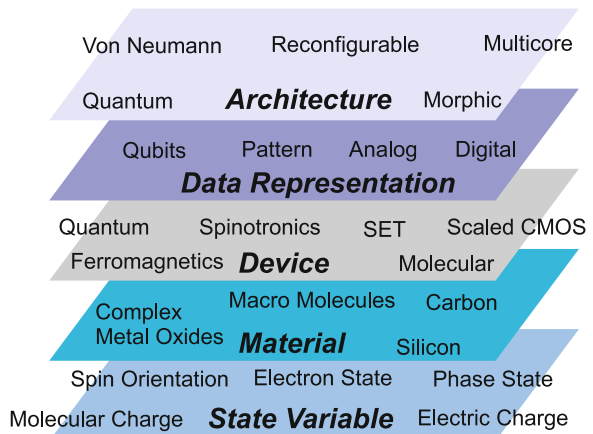 Von Neumann Reconfigurable Multicore
Quantum Architecture Morphic
Qubits Pattern Analog Digital
Data Representation
Quantum Spinotronics SET Scaled CMOS
Ferromagnetics Device Molecular
Complex Macro Molecules Carbon
Metal Oxides Material Silicon
Spin Orientation Electron State Phase State
Molecular Charge State Variable Electric Charge